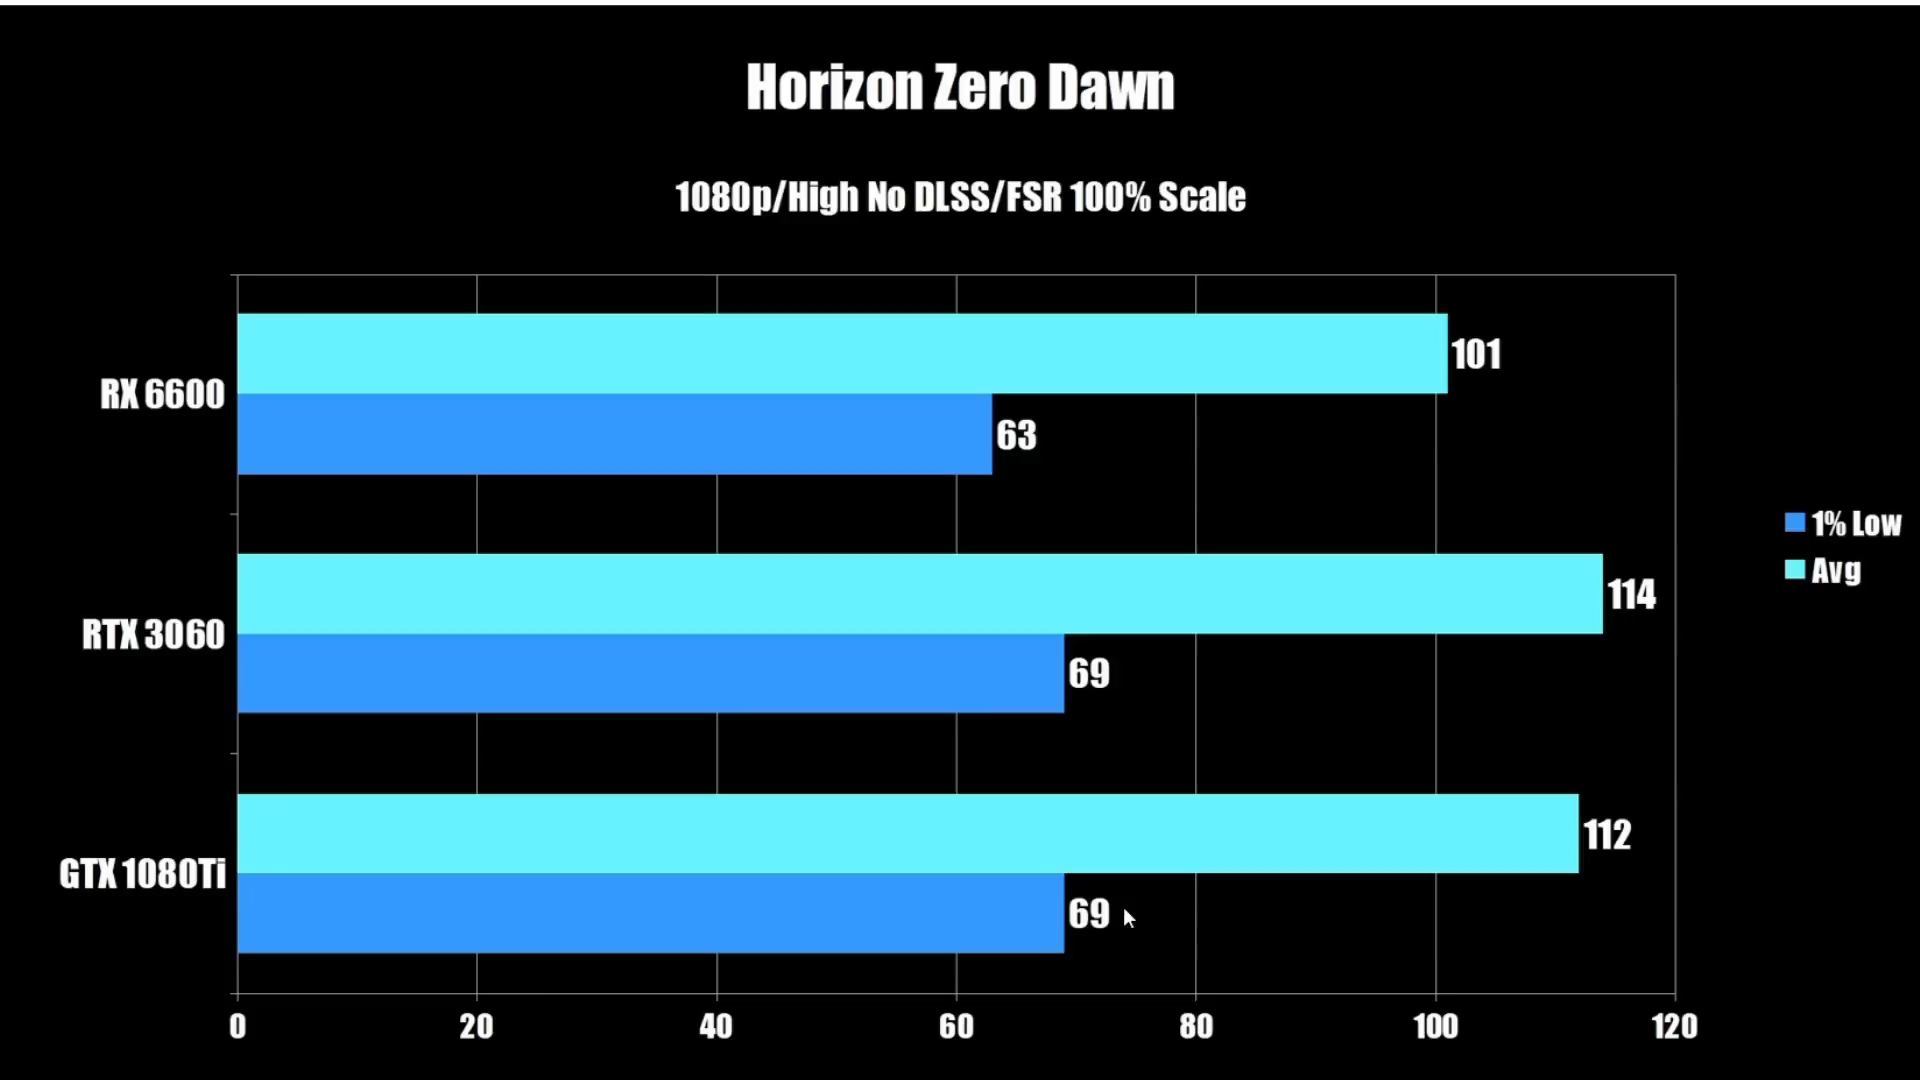 Horizon Zero Dawn
1080p/High No DLSS/FSR 100% Scale
RX 6600
101
63
RTX 3060
114
69
GTX 1080Ti
112
69
1% Low
Avg
0 20 40 60 80 100 120